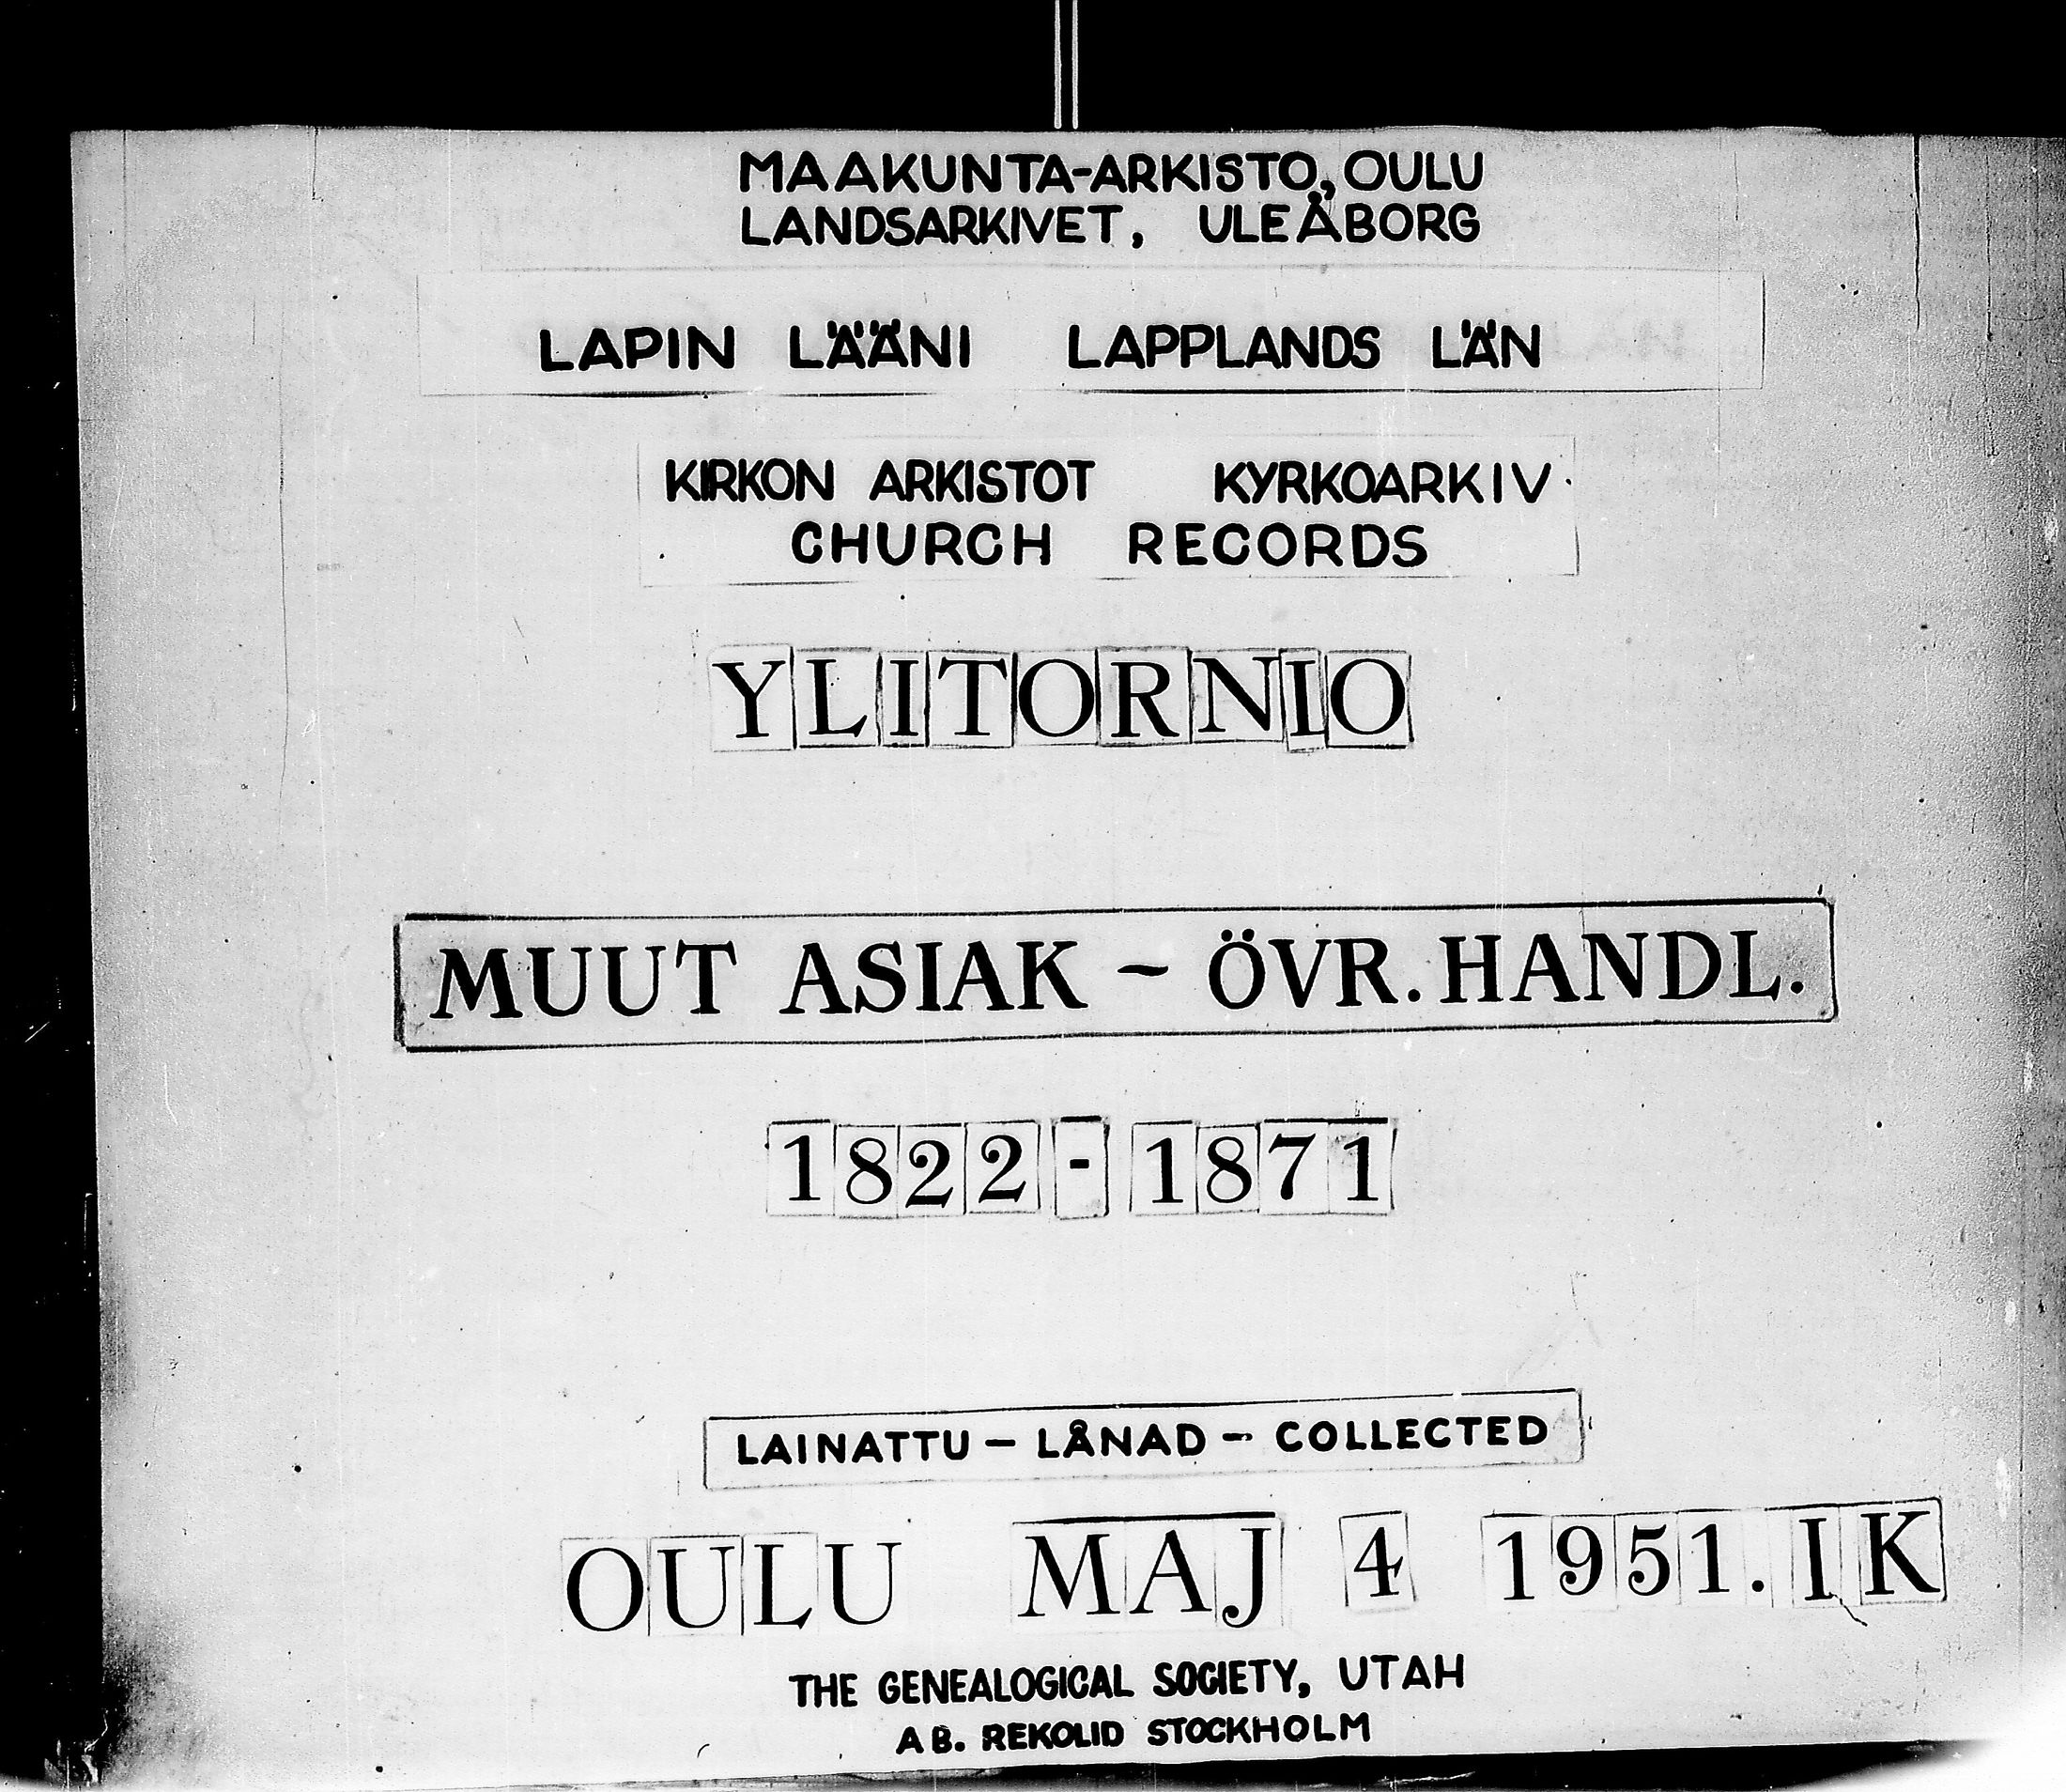 MAAKUNTA-ARKISTO, OULU
LANDSARKIVET, ULEÅBORG
LAPIN LÄÄNI LAPPLANDS LÄN
KIRKON ARKISTOT KYRKOARKIV
CHURCH RECORDS
YLITORNIO
MUUT ASIAK - ÖVR. HANDL.
1822-1871
LAINATTU - LÅNAD - COLLECTED
OULU MAJ 4 1951. IK
THE GENEALOGICAL SOCIETY, UTAH
AB. REKOLID STOCKHOLM